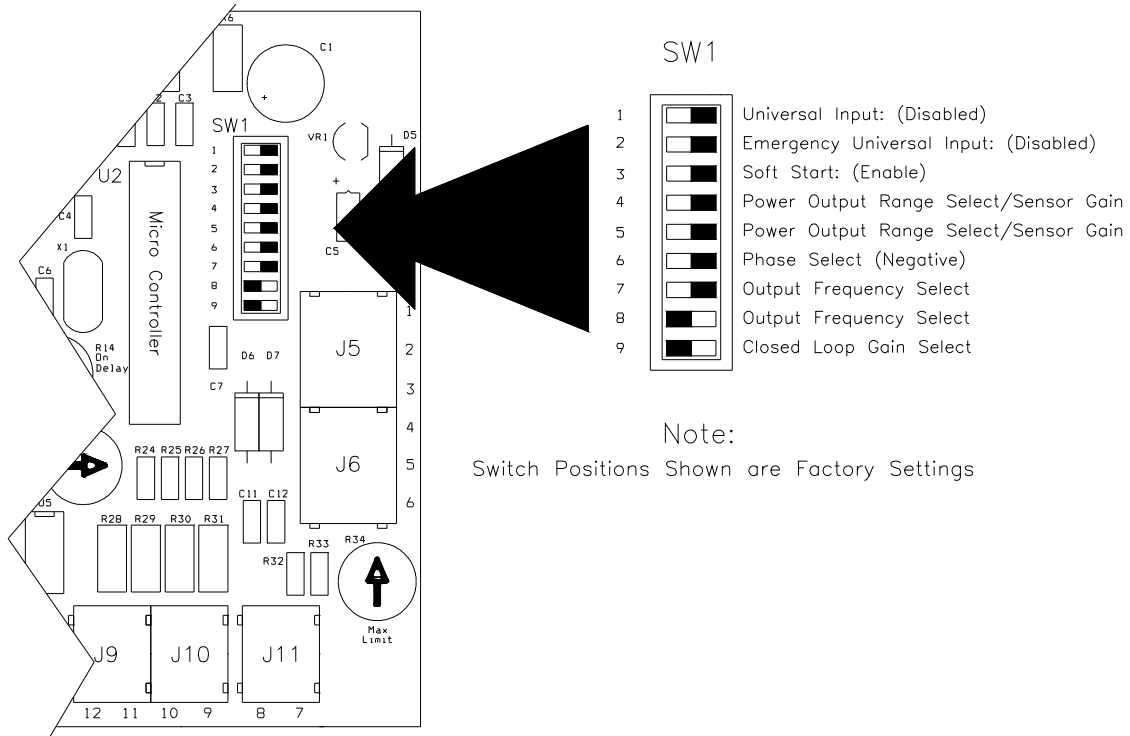 C1
SW1
VR1
D5
C3
U2
C4
X1
C6
Micro Controller
1
2
3
4
5
6
7
8
9
+
+
C5
R14
On
Delay
C7
D6 D7
J5
J6
1
2
3
4
5
6
R24 R25 R26 R27
C11 C12
R28 R29 R30 R31
R32 R33 R34
Max
Limit
J9 J10 J11
12 11 10 9 8 7
SW1
1 Universal Input: (Disabled)
2 Emergency Universal Input: (Disabled)
3 Soft Start: (Enable)
4 Power Output Range Select/Sensor Gain
5 Power Output Range Select/Sensor Gain
6 Phase Select (Negative)
7 Output Frequency Select
8 Output Frequency Select
9 Closed Loop Gain Select
Note:
Switch Positions Shown are Factory Settings